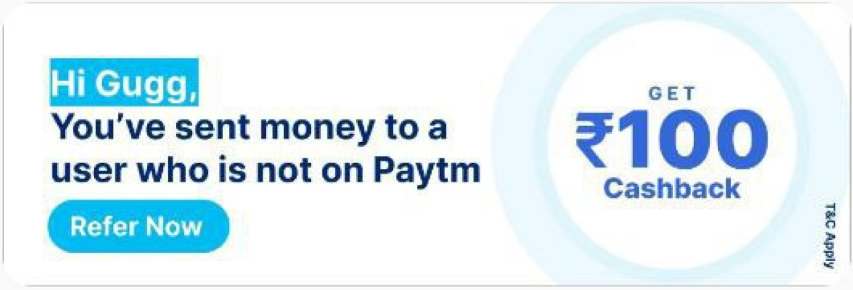 Hi Gugg,
You’ve sent money to a
user who is not on Paytm
Refer Now
GET
₹100
Cashback
T&C Apply